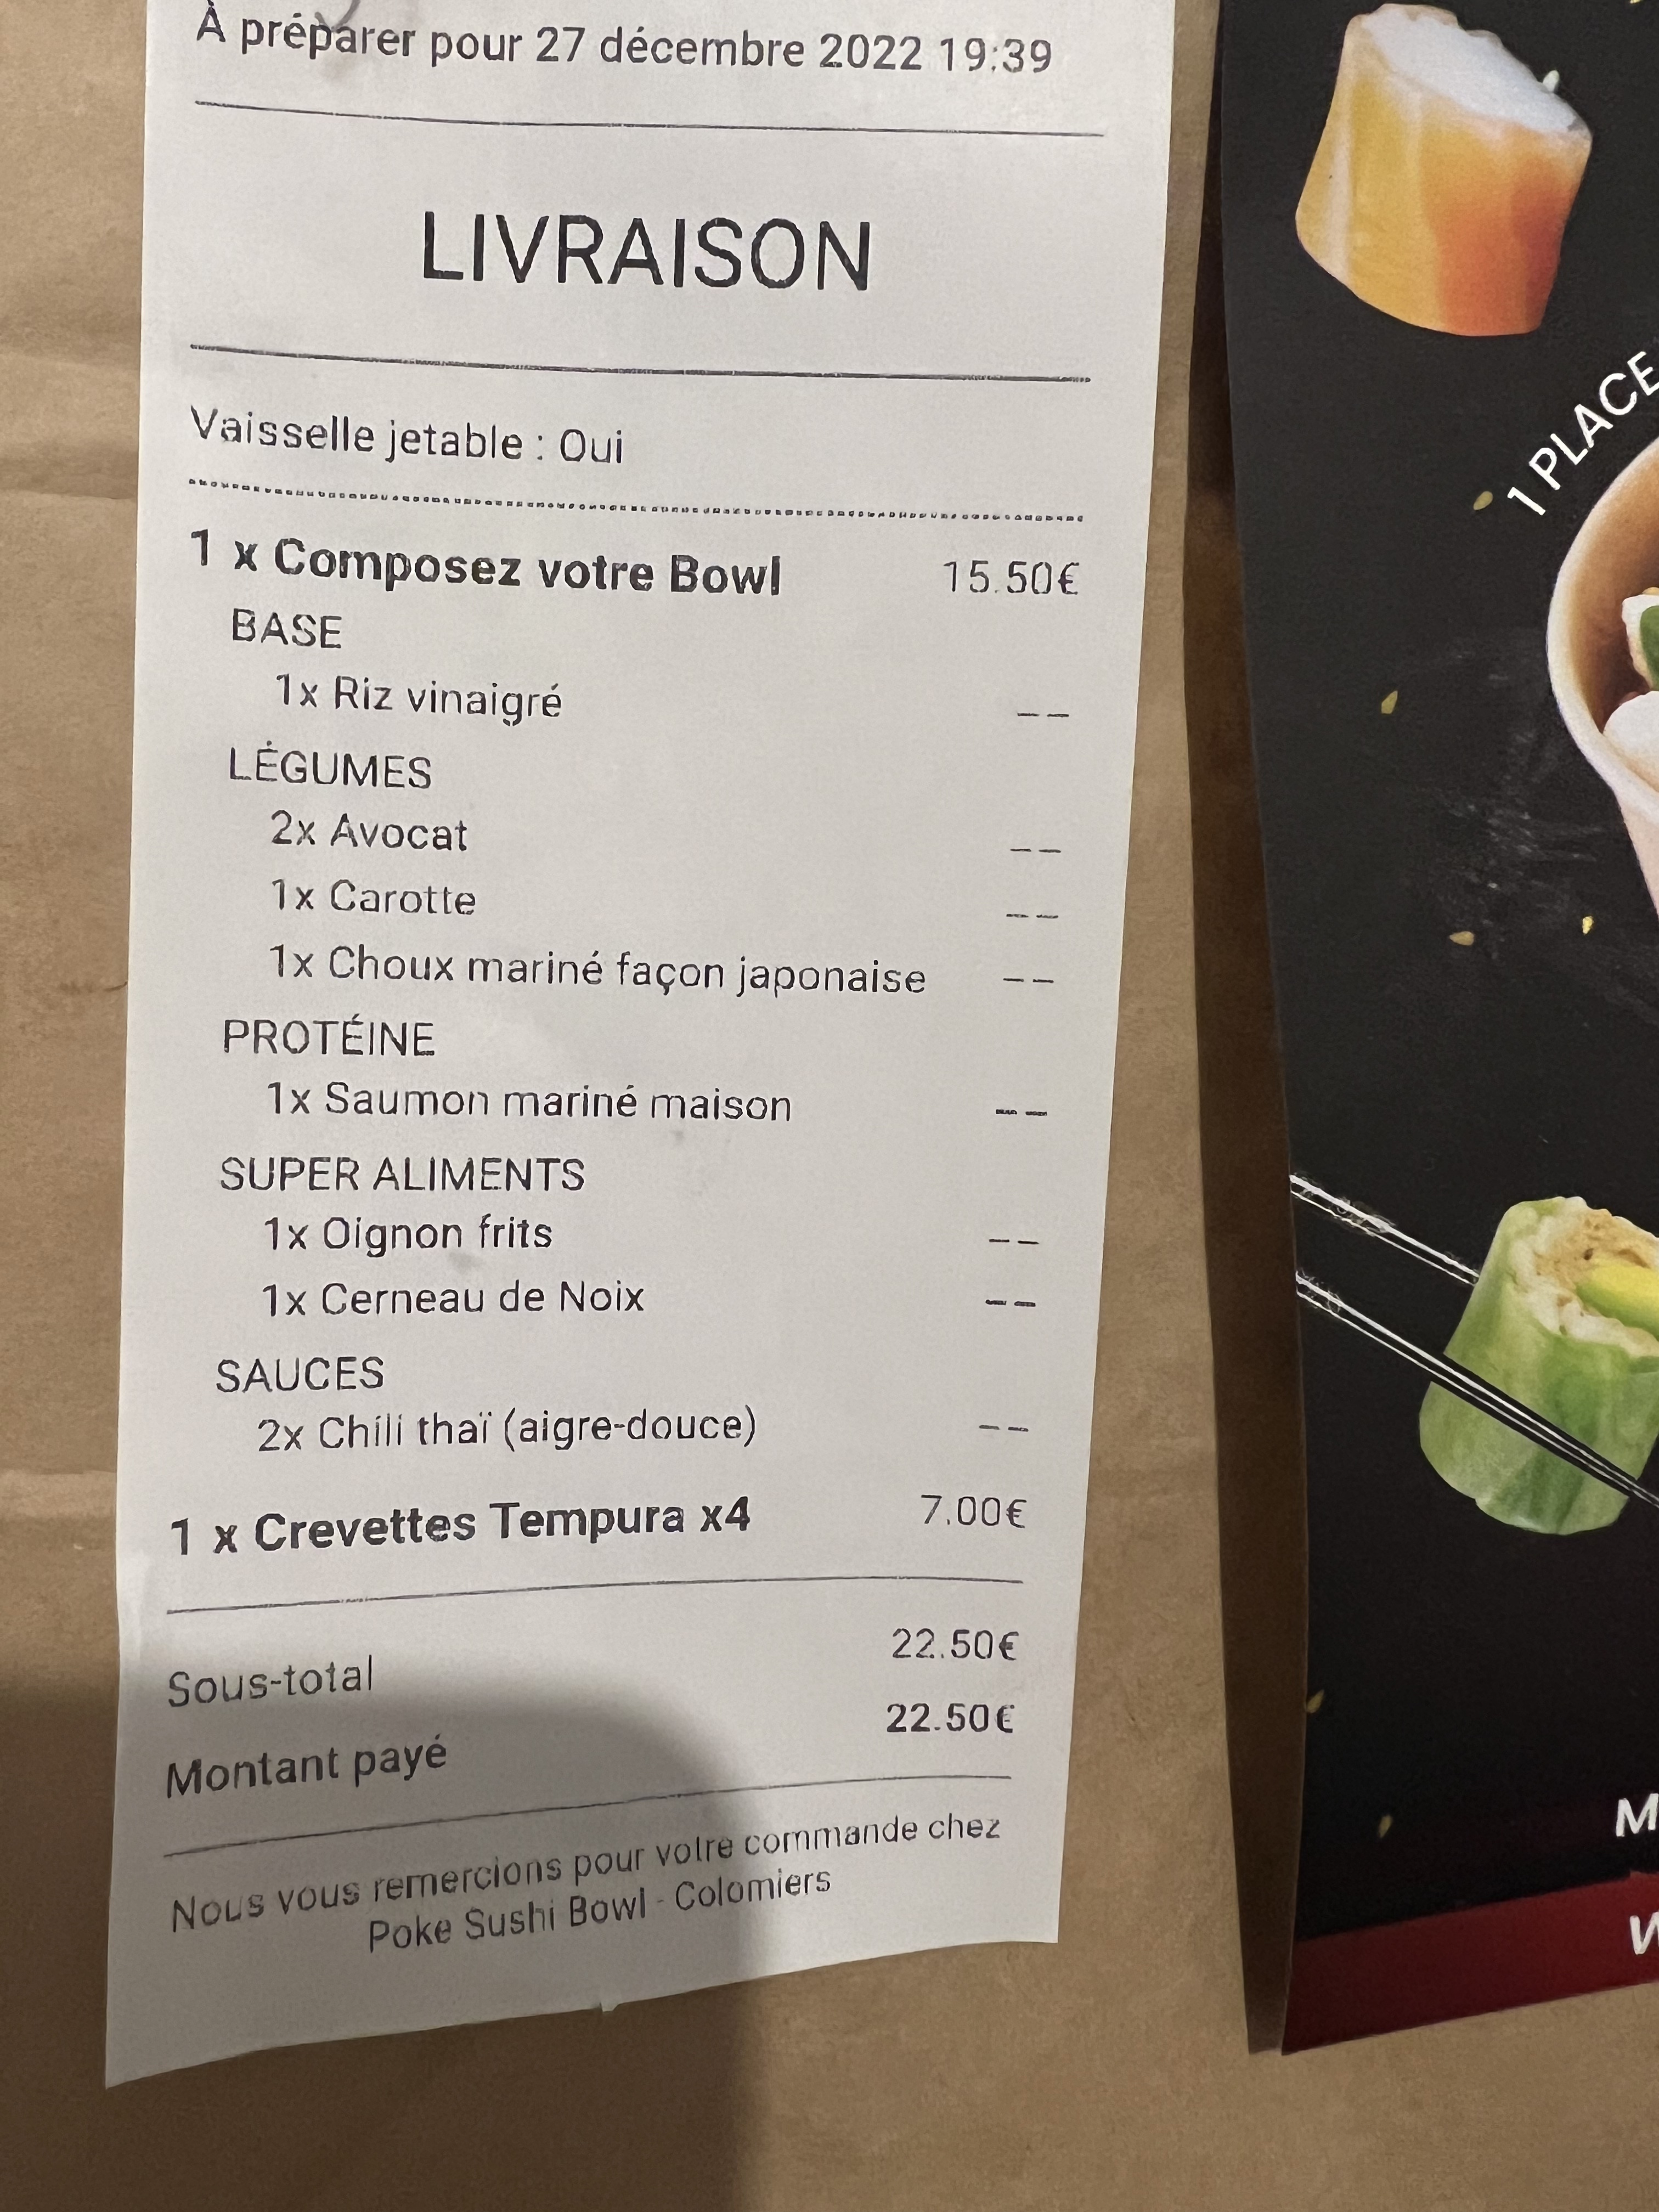 À préparer pour 27 décembre 2022 19:39
LIVRAISON
Vaisselle jetable : Oui
1 x Composez votre Bowl 15.50€
BASE
1x Riz vinaigré --
LÉGUMES
2x Avocat --
1x Carotte --
1x Choux mariné façon japonaise --
PROTÉINE
1x Saumon mariné maison --
SUPER ALIMENTS
1x Oignon frits --
1x Cerneau de Noix --
SAUCES
2x Chili thaï (aigre-douce) --
1 x Crevettes Tempura x4 7.00€
Sous-total 22.50€
Montant payé 22.50€
Nous vous remercions pour votre commande chez
Poke Sushi Bowl - Colomiers
1 PLACE